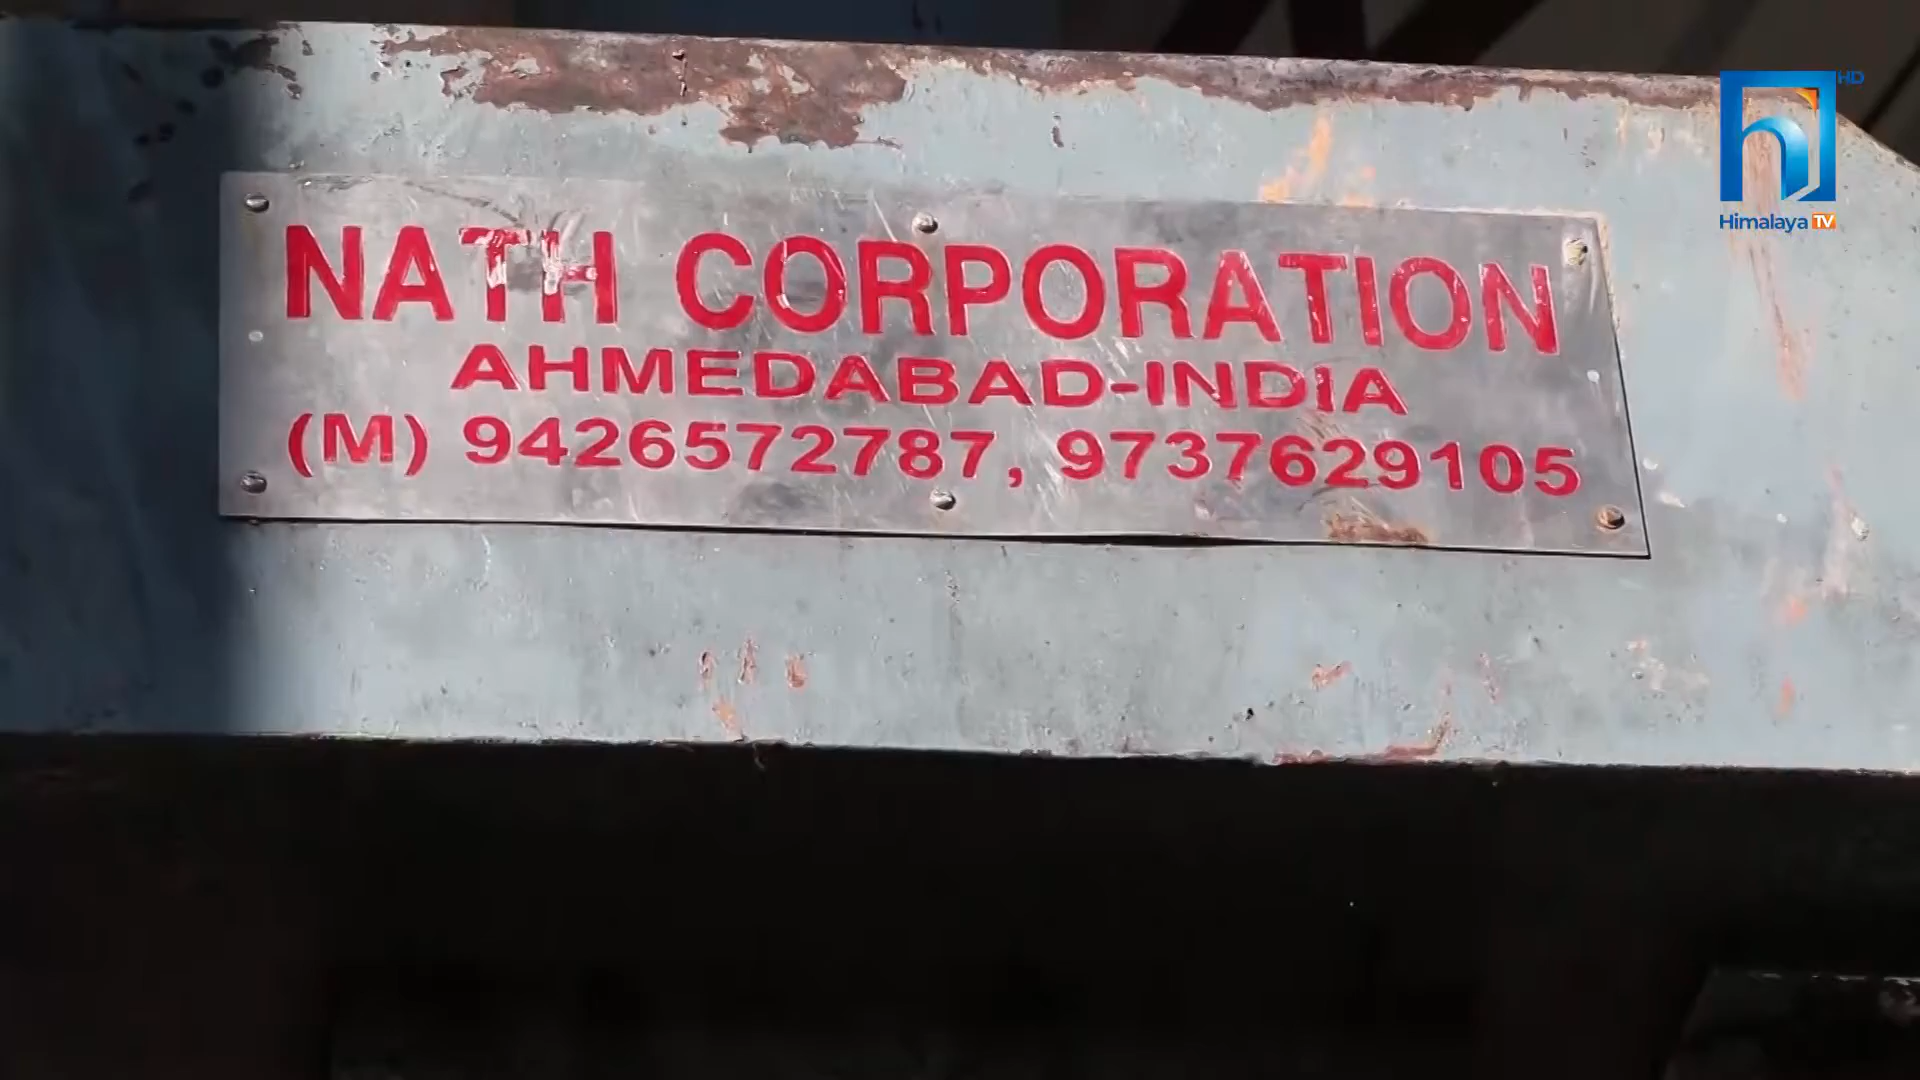 NATH CORPORATION
AHMEDABAD-INDIA
(M) 9426572787, 9737629105
HD
Himalaya TV